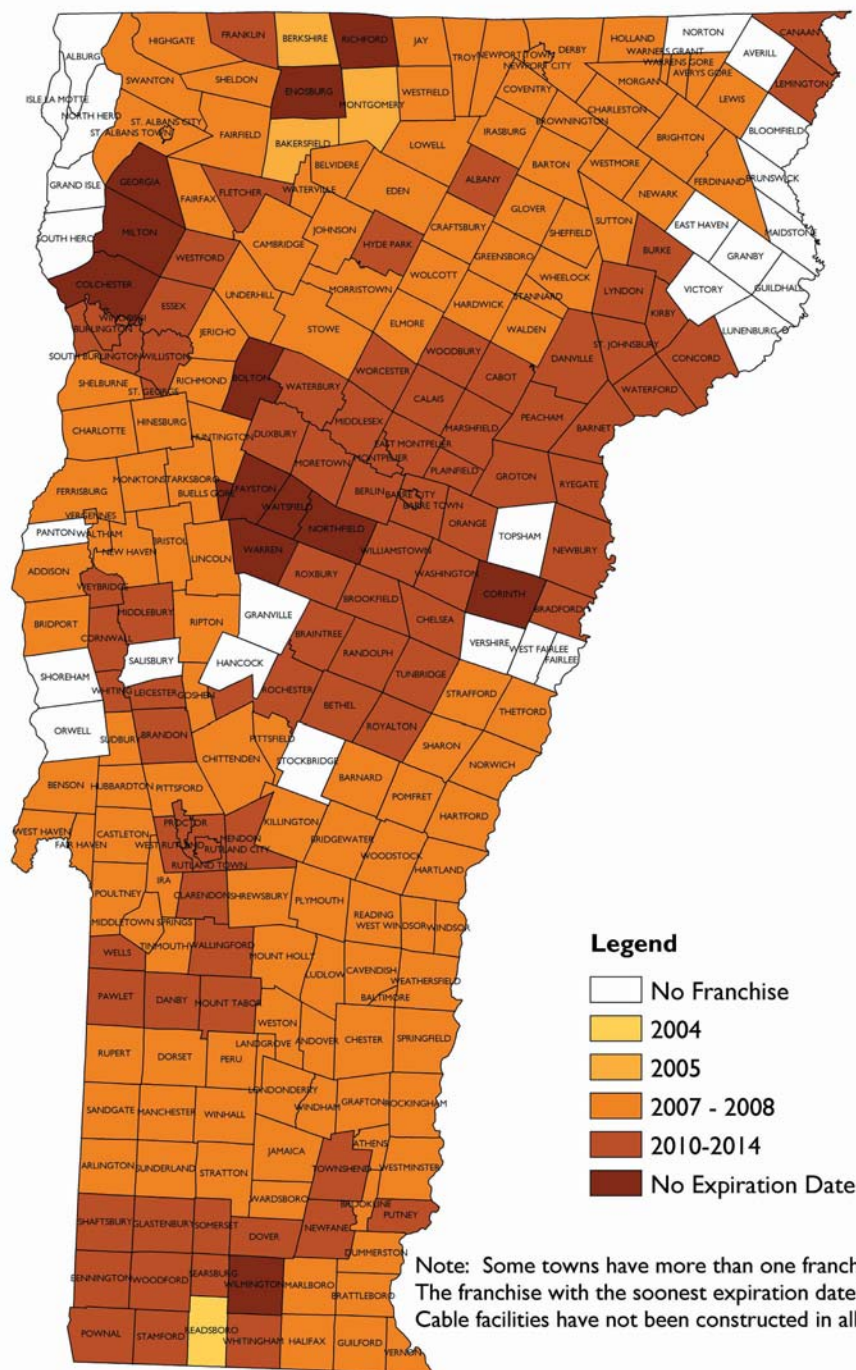 FRANKLIN
BERKSHIRE
RICHFORD
JAY
TROY
NEWPORT TOWN
DERBY
HOLLAND
NORTON
CANAAN
ALBURG
HIGHGATE
NEWPORT CITY
WARNERS GRANT
WARRENS GORE
AVERYS GORE
AVERILL
LEMINGTON
ISLE LA MOTTE
SWANTON
SHELDON
ENOSBURG
MONTGOMERY
WESTFIELD
COVENTRY
MORGAN
LEWIS
NORTH HERO
ST. ALBANS CITY
ST. ALBANS TOWN
FAIRFIELD
BAKERSFIELD
LOWELL
IRASBURG
BROWNINGTON
CHARLESTON
BRIGHTON
BLOOMFIELD
BELVIDERE
BARTON
WESTMORE
FERDINAND
BRUNSWICK
GRAND ISLE
GEORGIA
FAIRFAX
FLETCHER
WATERVILLE
EDEN
ALBANY
GLOVER
NEWARK
MAIDSTONE
SOUTH HERO
MILTON
CAMBRIDGE
JOHNSON
HYDE PARK
CRAFTSBURY
SHEFFIELD
SUTTON
EAST HAVEN
GRANBY
WESTFORD
GREENSBORO
BURKE
COLCHESTER
ESSEX
UNDERHILL
MORRISTOWN
WOLCOTT
WHEELOCK
LYNDON
VICTORY
GUILDHALL
BURLINGTON
JERICHO
STOWE
ELMORE
HARDWICK
STANNARD
KIRBY
LUNENBURG
SOUTH BURLINGTON
WILLISTON
WALDEN
DANVILLE
ST. JOHNSBURY
CONCORD
SHELBURNE
ST. GEORGE
RICHMOND
BOLTON
WATERBURY
WORCESTER
WOODBURY
CABOT
WATERFORD
CHARLOTTE
HINESBURG
HUNTINGTON
DUXBURY
MIDDLESEX
CALAIS
MARSHFIELD
PEACHAM
BARNET
EAST MONTPELIER
MONTPELIER
FERRISBURG
MONKTON
STARKSBORO
BUELLS GORE
FAYSTON
MORETOWN
BERLIN
PLAINFIELD
GROTON
RYEGATE
VERGENNES
WAITSFIELD
BARRE CITY
BARRE TOWN
PANTON
WALTHAM
NEW HAVEN
BRISTOL
LINCOLN
WARREN
NORTHFIELD
WILLIAMSTOWN
ORANGE
TOPSHAM
NEWBURY
ADDISON
WEYBRIDGE
ROXBURY
WASHINGTON
CORINTH
BRADFORD
BRIDPORT
MIDDLEBURY
RIPTON
GRANVILLE
BROOKFIELD
CHELSEA
CORNWALL
BRAINTREE
VERSHIRE
WEST FAIRLEE
FAIRLEE
SHOREHAM
SALISBURY
HANCOCK
RANDOLPH
TUNBRIDGE
WHITING
LEICESTER
GOSHEN
ROCHESTER
BETHEL
STRAFFORD
THETFORD
ORWELL
SUDBURY
BRANDON
PITTSFIELD
ROYALTON
SHARON
NORWICH
BENSON
HUBBARDTON
PITTSFORD
CHITTENDEN
STOCKBRIDGE
BARNARD
POMFRET
HARTFORD
WEST HAVEN
FAIR HAVEN
CASTLETON
PROCTOR
WEST RUTLAND
MENDON
RUTLAND CITY
RUTLAND TOWN
KILLINGTON
BRIDGEWATER
WOODSTOCK
HARTLAND
POULTNEY
IRA
CLARENDON
SHREWSBURY
PLYMOUTH
READING
WEST WINDSOR
WINDSOR
MIDDLETOWN SPRINGS
TINMOUTH
WALLINGFORD
MOUNT HOLLY
LUDLOW
CAVENDISH
WEATHERSFIELD
WELLS
BALTIMORE
PAWLET
DANBY
MOUNT TABOR
WESTON
ANDOVER
CHESTER
SPRINGFIELD
LANDGROVE
RUPERT
DORSET
PERU
LONDONDERRY
WINDHAM
GRAFTON
ROCKINGHAM
SANDGATE
MANCHESTER
WINHALL
ATHENS
ARLINGTON
SUNDERLAND
STRATTON
JAMAICA
TOWNSHEND
WESTMINSTER
WARDSBORO
BROOKLINE
PUTNEY
SHAFTSBURY
GLASTENBURY
SOMERSET
DOVER
NEWFANE
DUMMERSTON
BENNINGTON
WOODFORD
SEARSBURG
WILMINGTON
MARLBORO
BRATTLEBORO
POWNAL
STAMFORD
READSBORO
WHITINGHAM
HALIFAX
GUILFORD
VERNON
Legend
No Franchise
2004
2005
2007 - 2008
2010-2014
No Expiration Date
Note: Some towns have more than one franch
The franchise with the soonest expiration date
Cable facilities have not been constructed in all